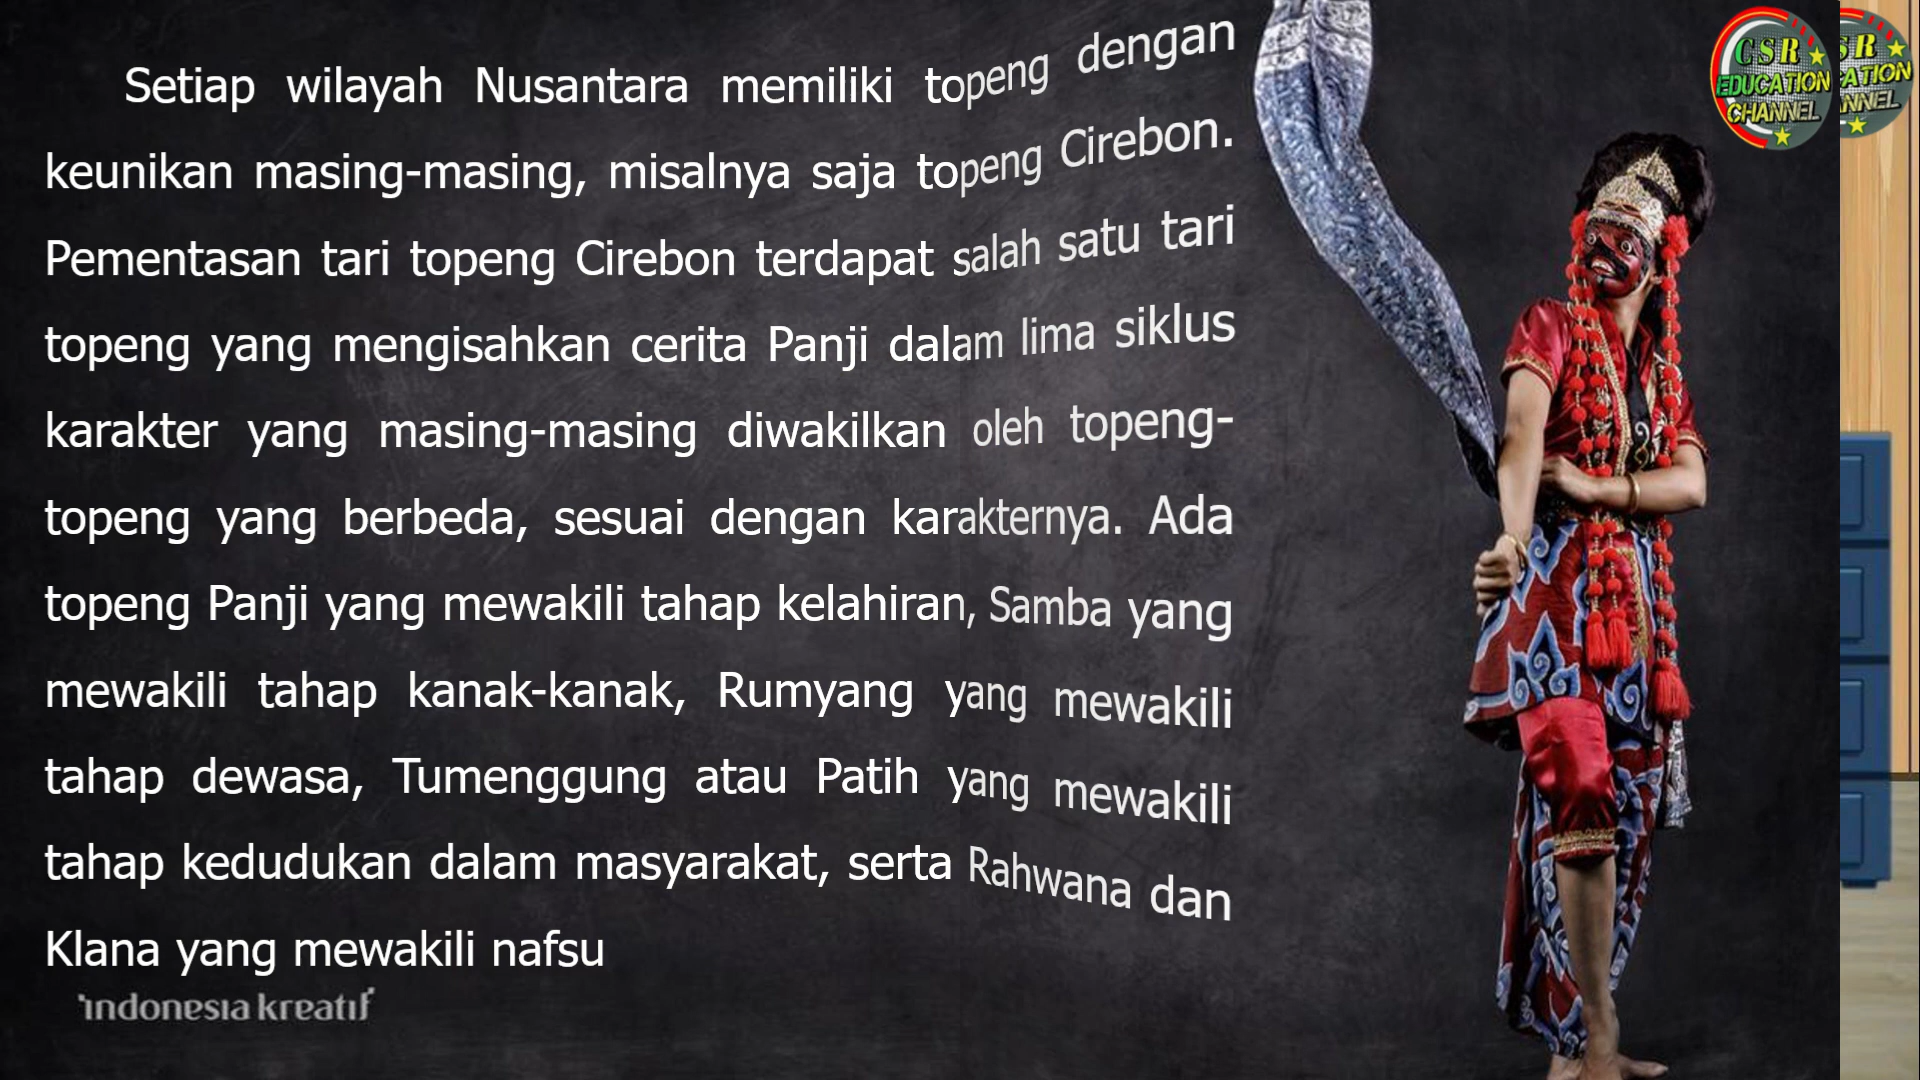 Setiap wilayah Nusantara memiliki topeng dengan
keunikan masing-masing, misalnya saja topeng Cirebon.
Pementasan tari topeng Cirebon terdapat salah satu tari
topeng yang mengisahkan cerita Panji dalam lima siklus
karakter yang masing-masing diwakilkan oleh topeng-
topeng yang berbeda, sesuai dengan karakternya. Ada
topeng Panji yang mewakili tahap kelahiran, Samba yang
mewakili tahap kanak-kanak, Rumyang yang mewakili
tahap dewasa, Tumenggung atau Patih yang mewakili
tahap kedudukan dalam masyarakat, serta Rahwana dan
Klana yang mewakili nafsu
indonesia kreatif
CSR
EDUCATION
CHANNEL
SR
CATION
NNEL